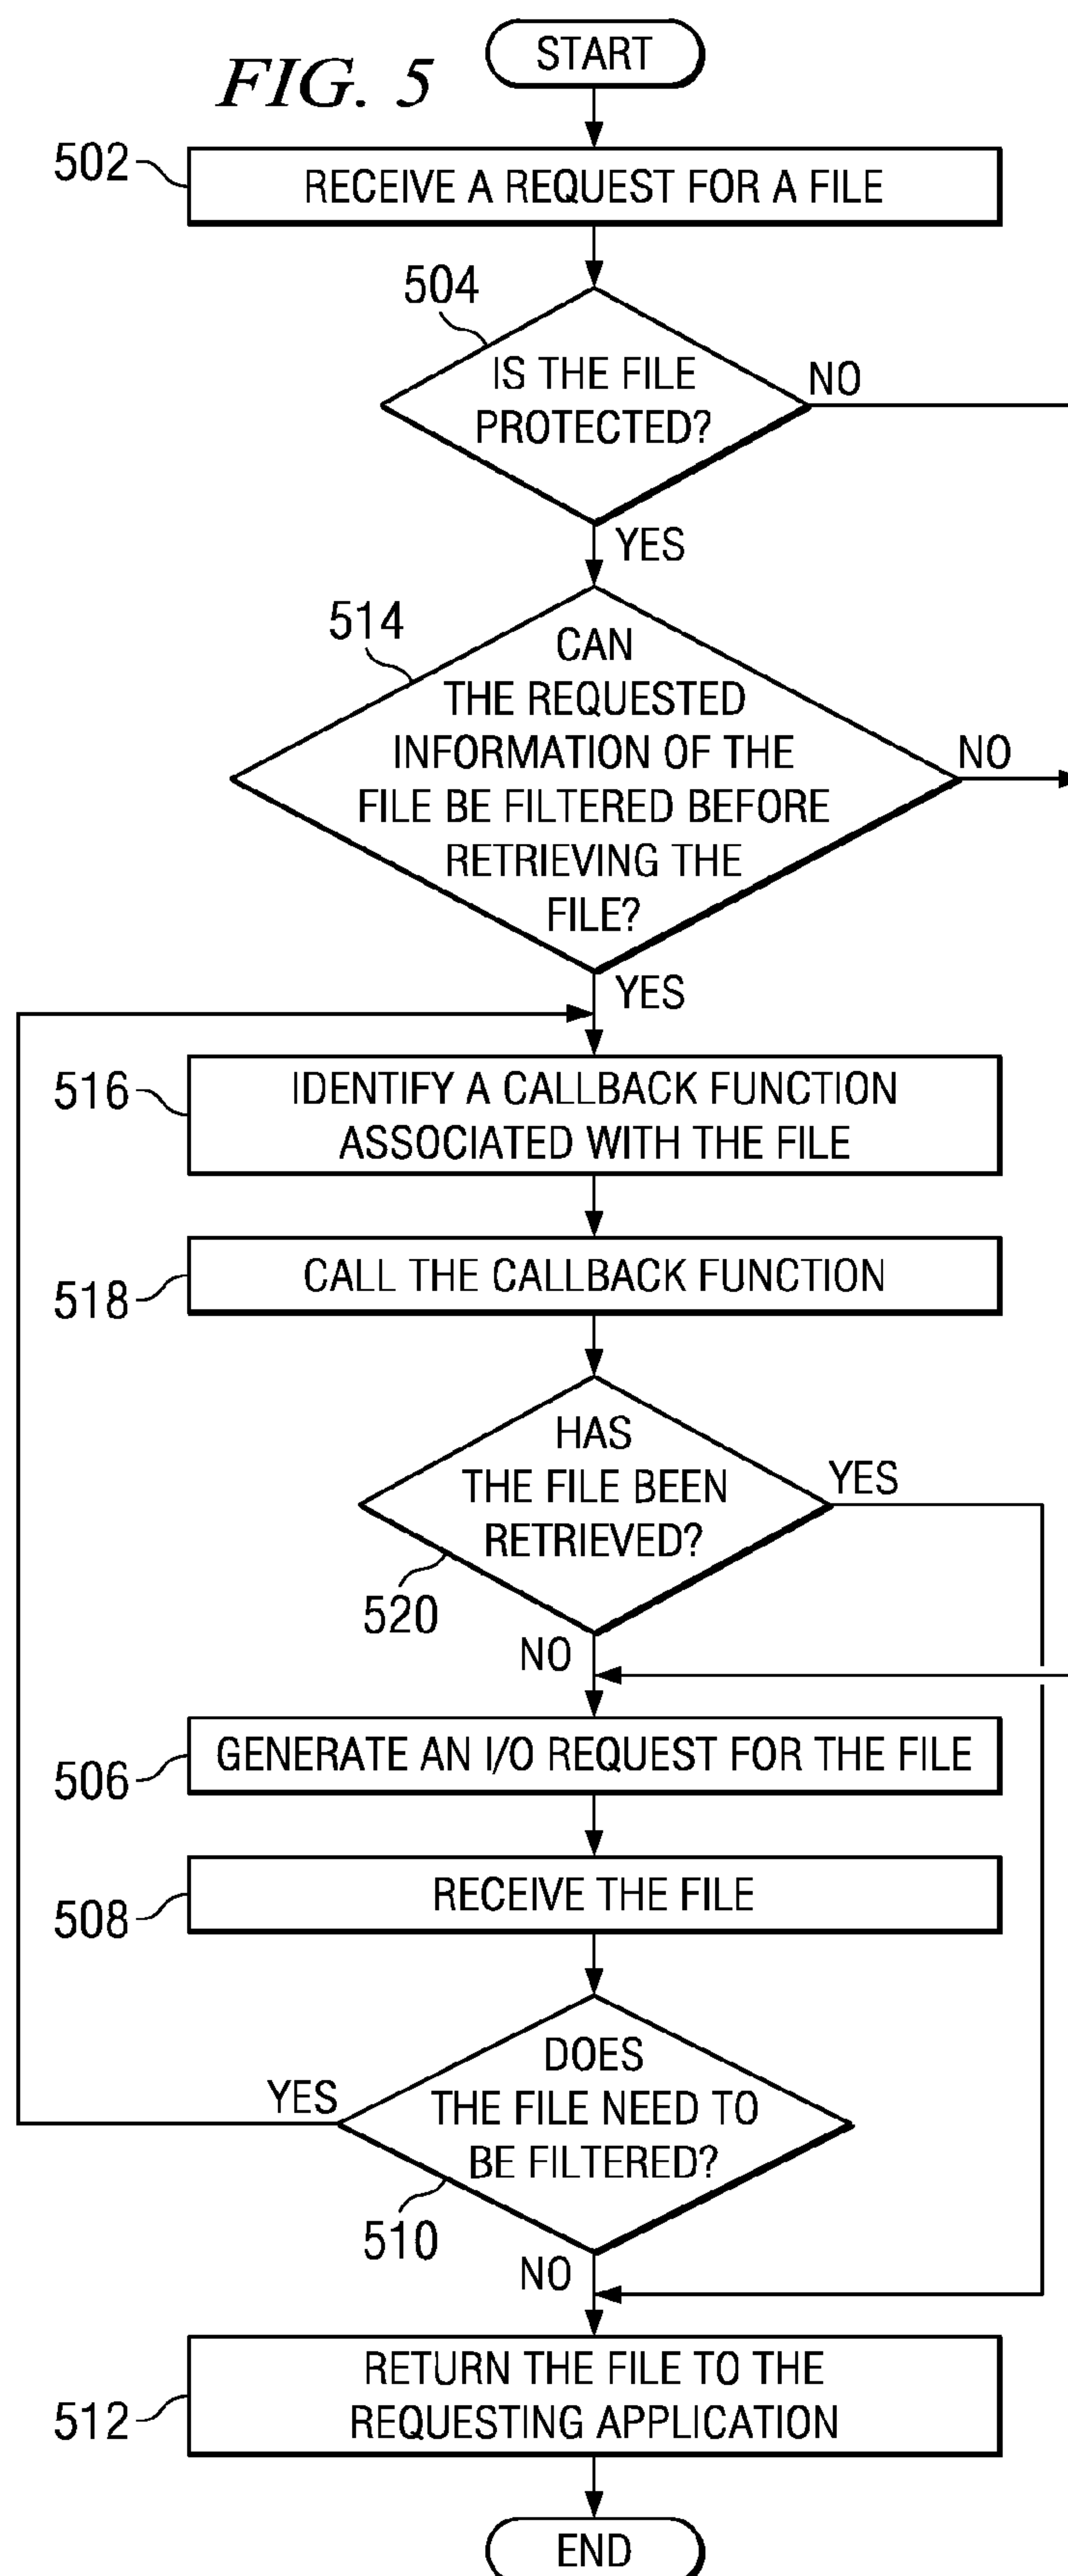 FIG. 5
START
502
RECEIVE A REQUEST FOR A FILE
504
IS THE FILE
PROTECTED?
NO
YES
514
CAN
THE REQUESTED
INFORMATION OF THE
FILE BE FILTERED BEFORE
RETRIEVING THE
FILE?
NO
YES
516
IDENTIFY A CALLBACK FUNCTION
ASSOCIATED WITH THE FILE
518
CALL THE CALLBACK FUNCTION
HAS
THE FILE BEEN
RETRIEVED?
YES
520
NO
506
GENERATE AN I/O REQUEST FOR THE FILE
508
RECEIVE THE FILE
DOES
THE FILE NEED TO
BE FILTERED?
YES
510
NO
512
RETURN THE FILE TO THE
REQUESTING APPLICATION
END